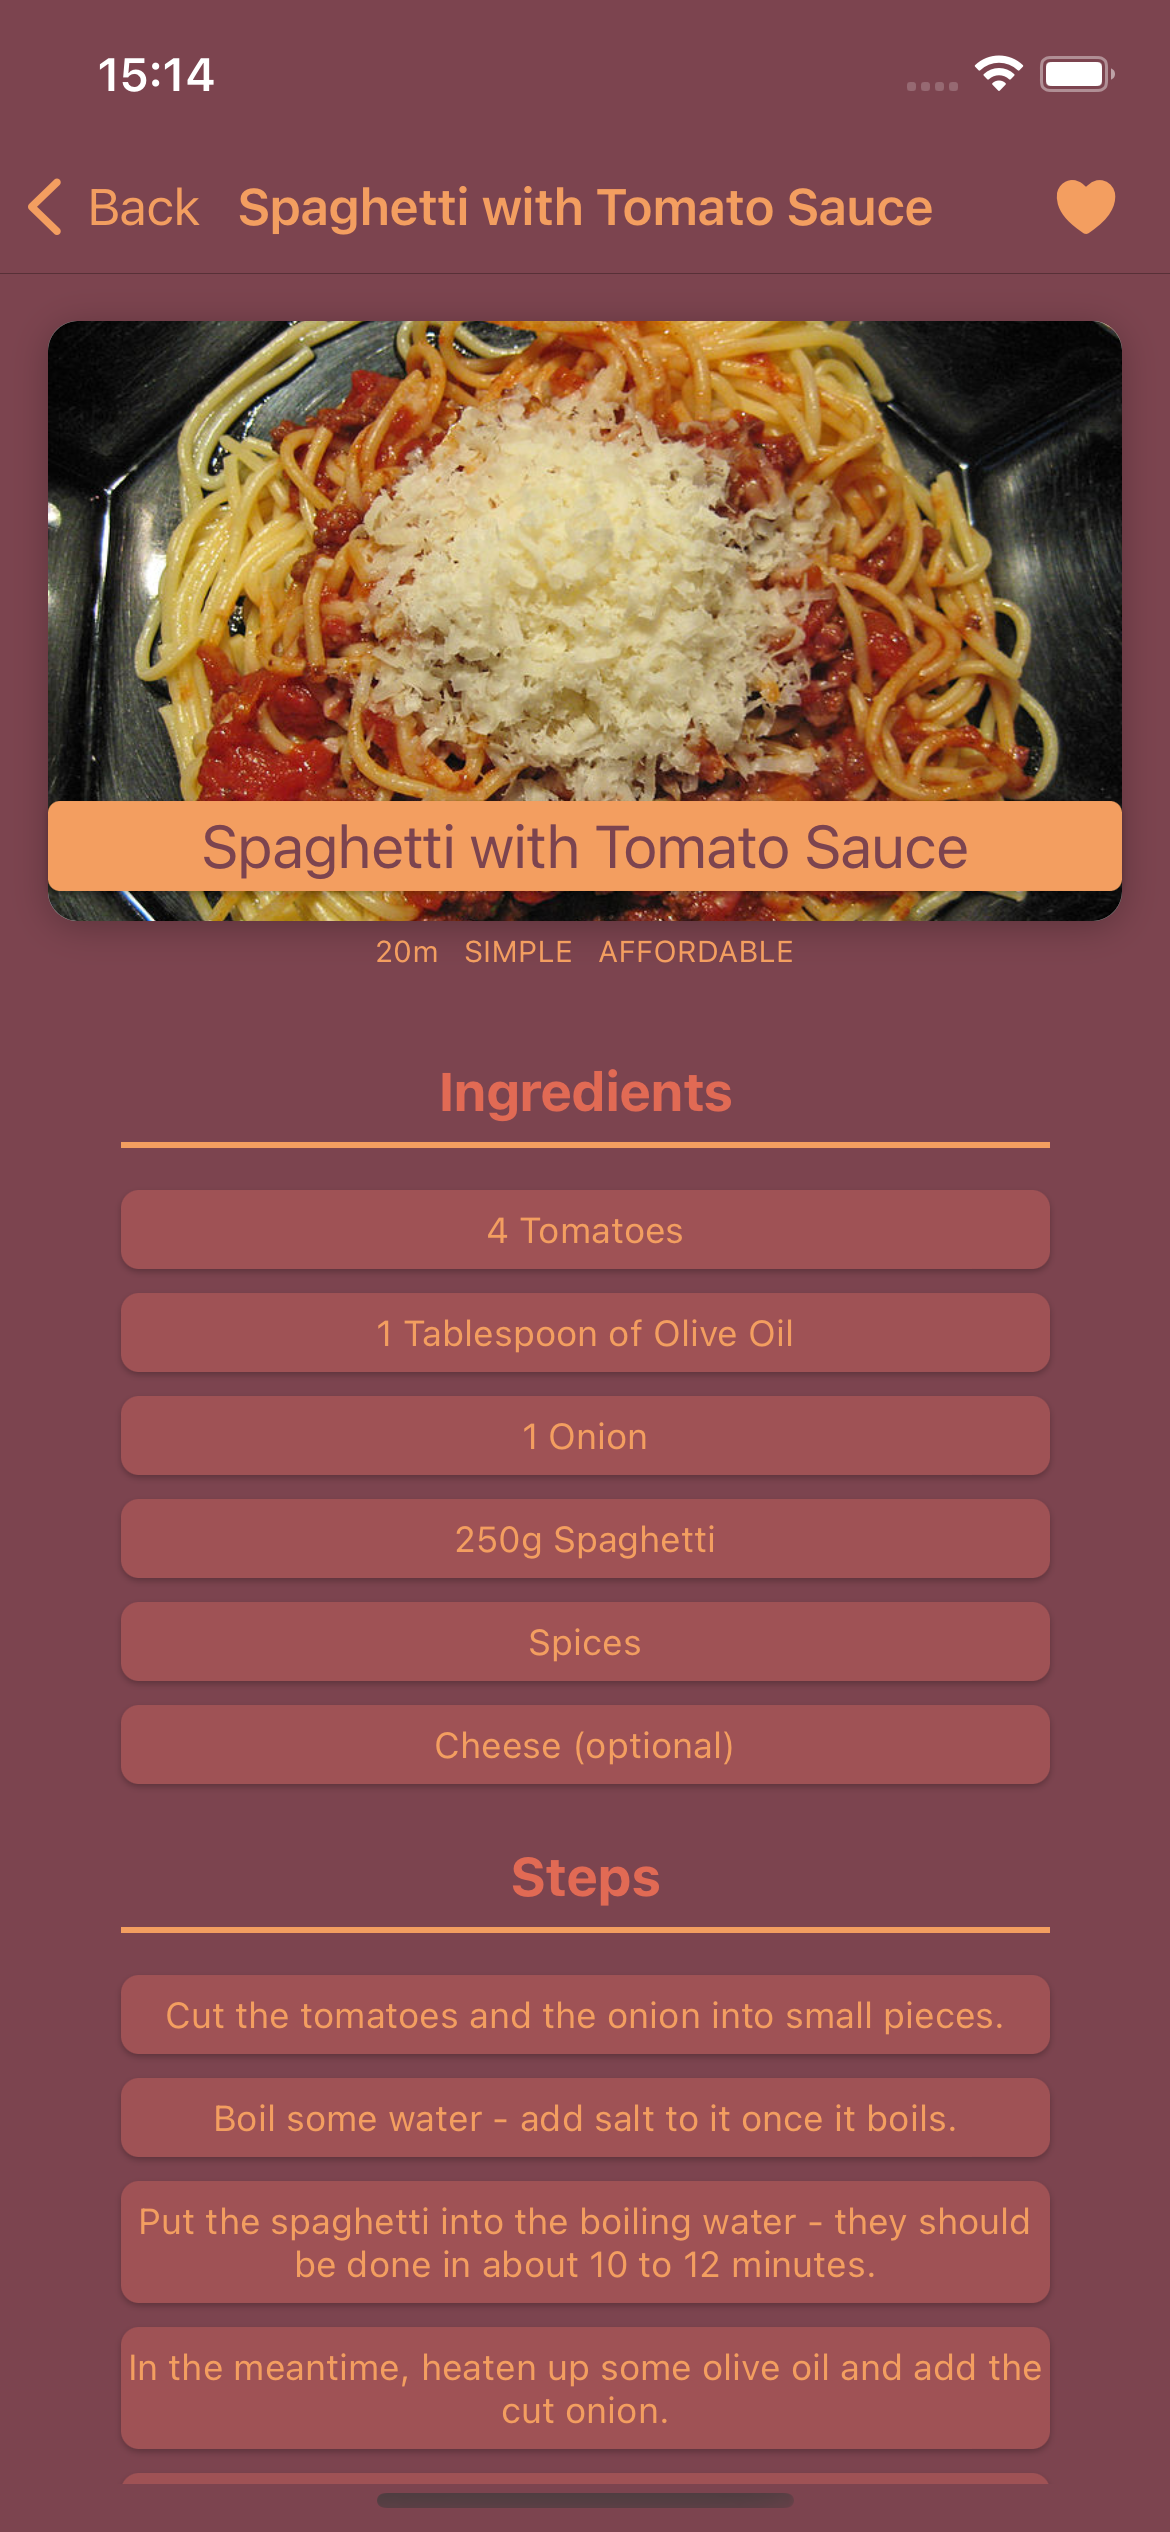 15:14
Back Spaghetti with Tomato Sauce
Spaghetti with Tomato Sauce
20m SIMPLE AFFORDABLE
Ingredients
4 Tomatoes
1 Tablespoon of Olive Oil
1 Onion
250g Spaghetti
Spices
Cheese (optional)
Steps
Cut the tomatoes and the onion into small pieces.
Boil some water - add salt to it once it boils.
Put the spaghetti into the boiling water - they should
be done in about 10 to 12 minutes.
In the meantime, heaten up some olive oil and add the
cut onion.